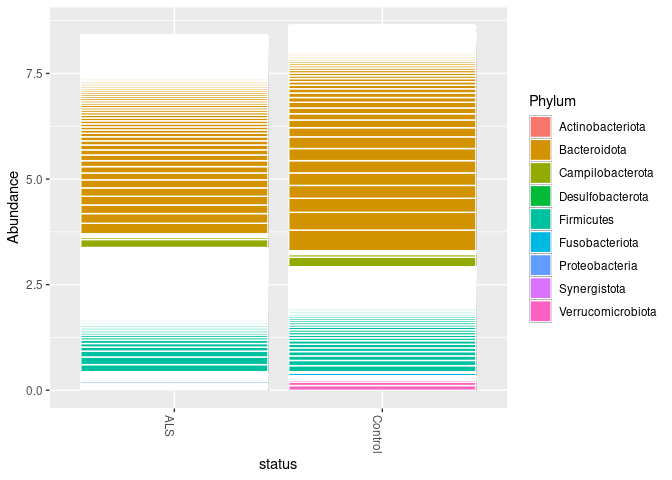 Abundance
7.5
5.0
2.5
0.0
ALS
Control
status
Phylum
Actinobacteriota
Bacteroidota
Campilobacterota
Desulfobacterota
Firmicutes
Fusobacteriota
Proteobacteria
Synergistota
Verrucomicrobiota